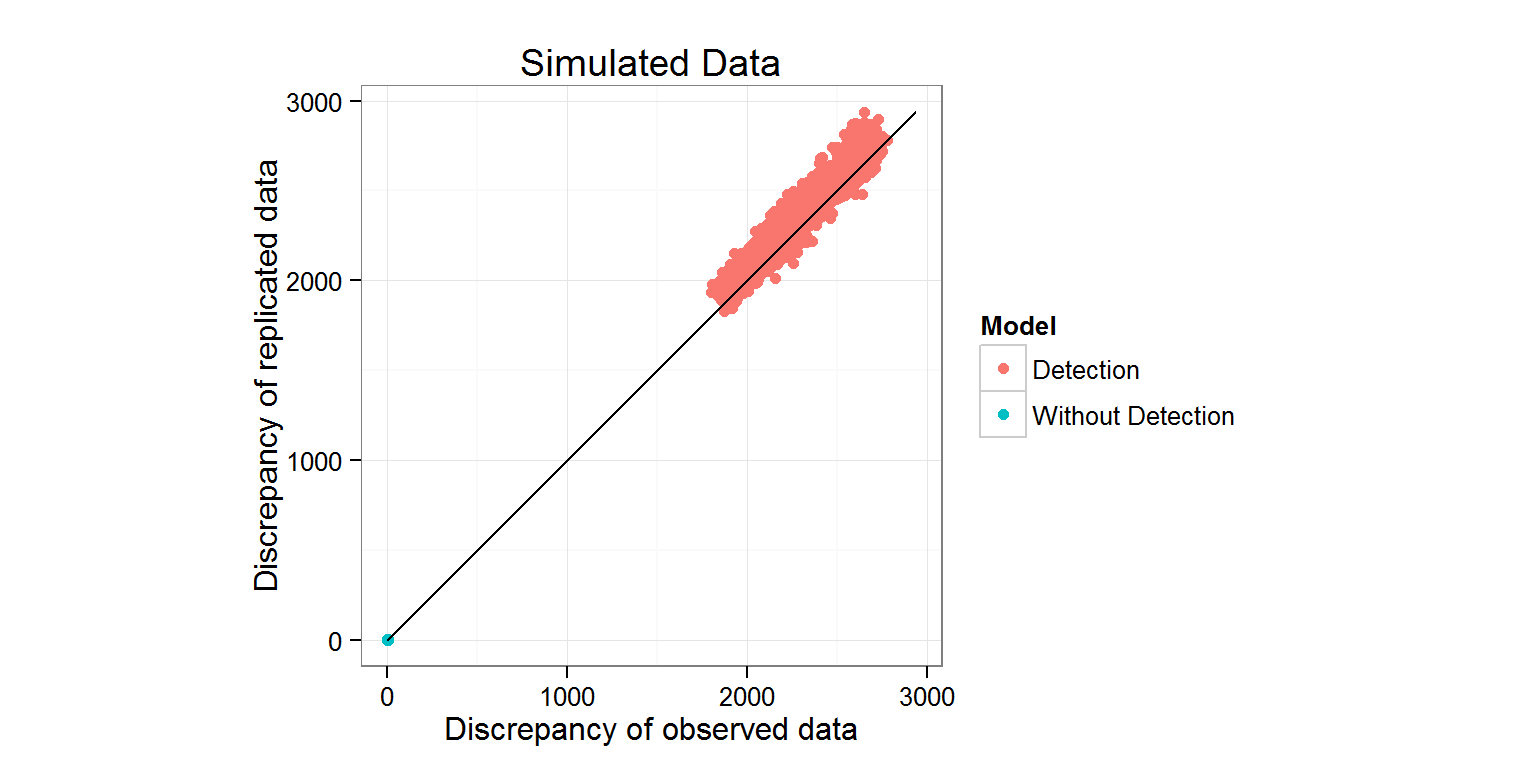 Simulated Data
Discrepancy of replicated data
3000
2000
1000
0
0 1000 2000 3000
Discrepancy of observed data
Model
Detection
Without Detection